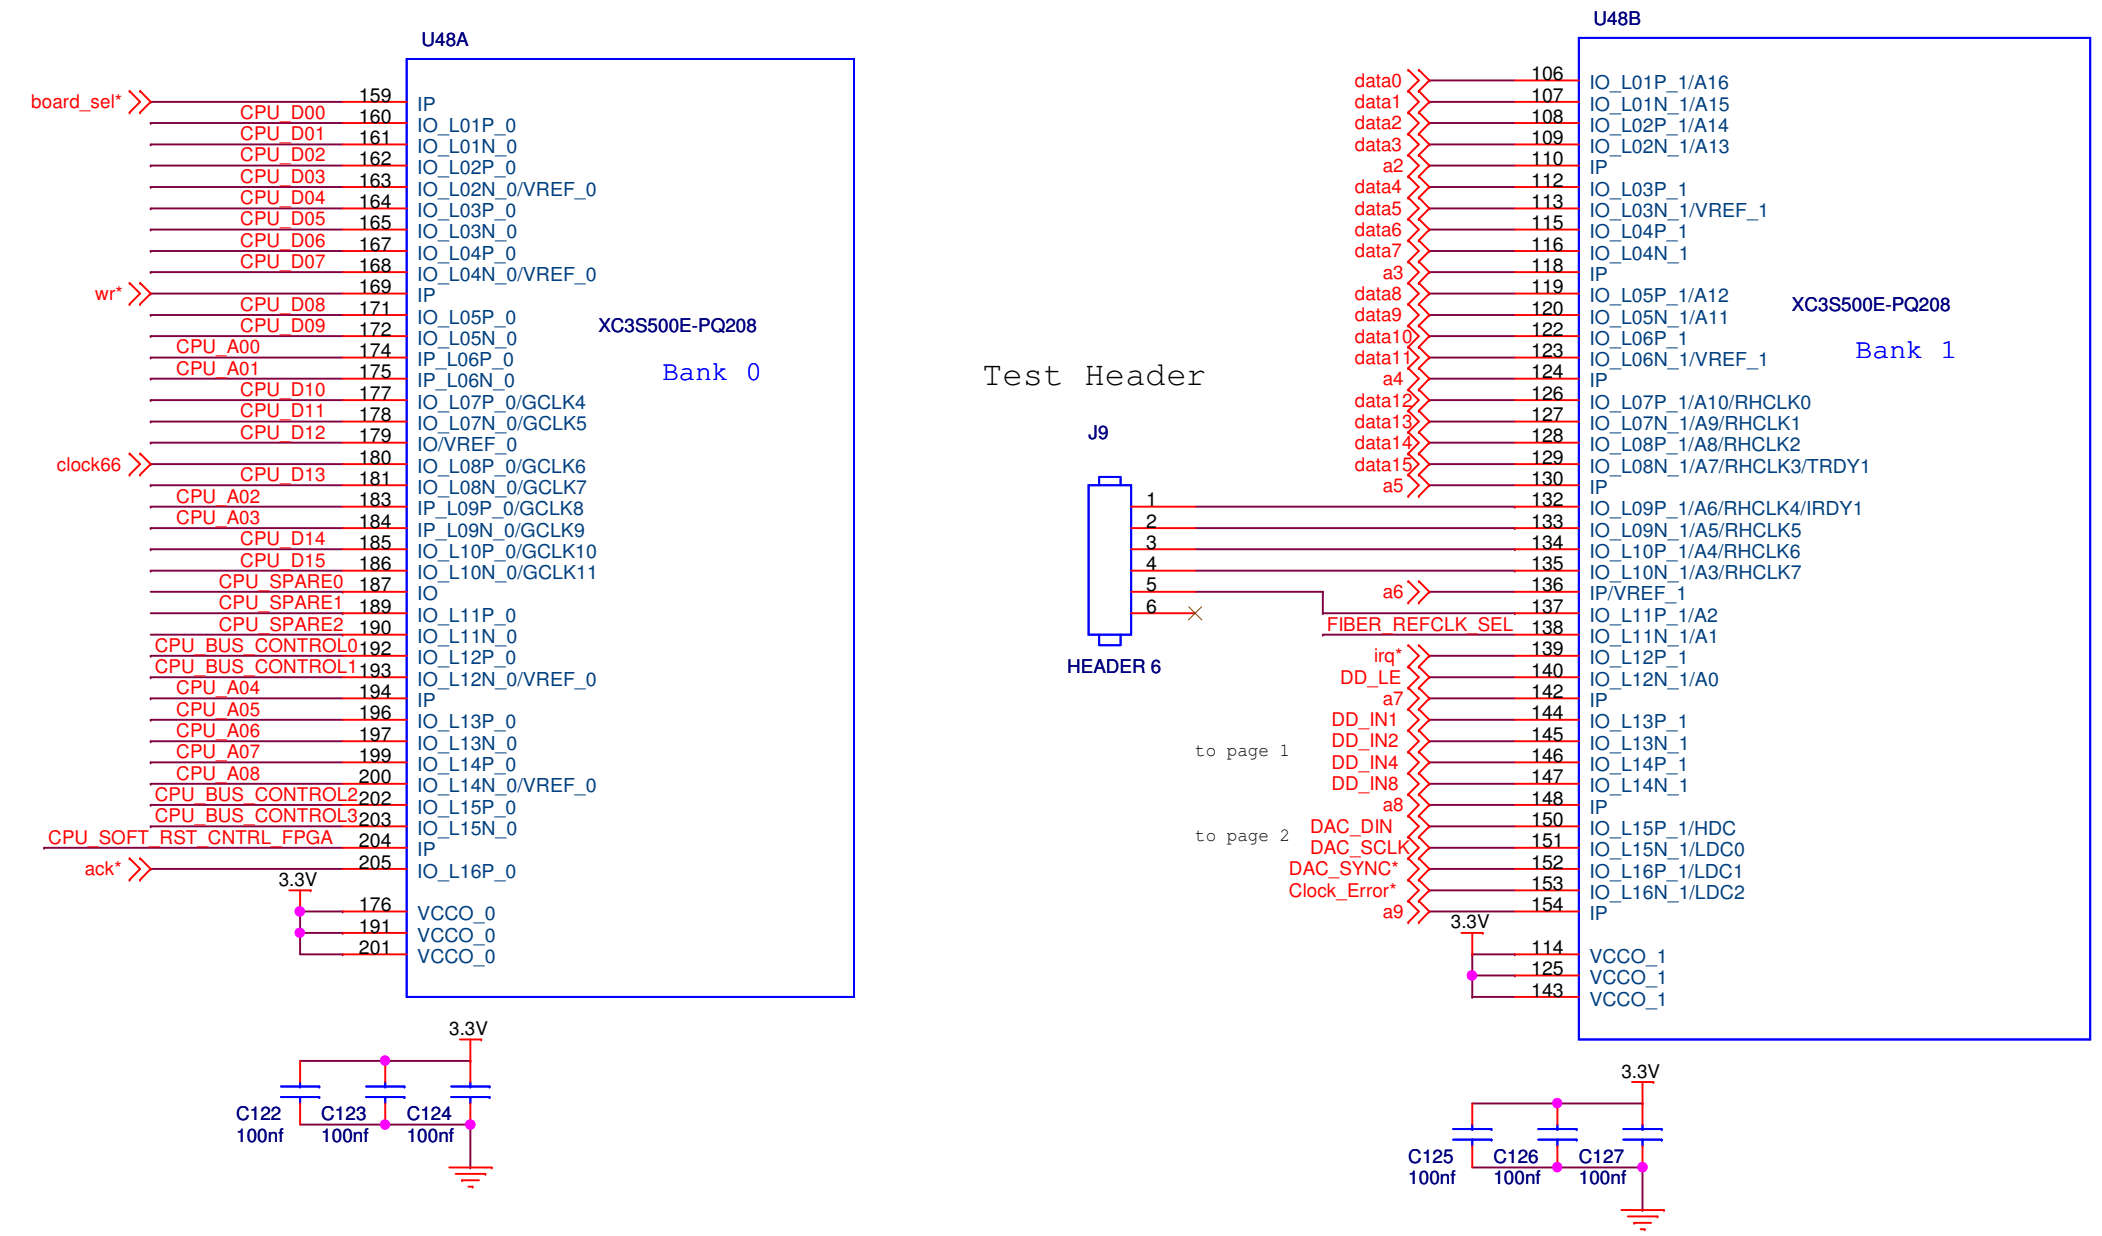 U48A
board_sel* 159 IP
CPU_D00 160 IO_L01P_0
CPU_D01 161 IO_L01N_0
CPU_D02 162 IO_L02P_0
CPU_D03 163 IO_L02N_0/VREF_0
CPU_D04 164 IO_L03P_0
CPU_D05 165 IO_L03N_0
CPU_D06 167 IO_L04P_0
CPU_D07 168 IO_L04N_0/VREF_0
wr* 169 IP
CPU_D08 171 IO_L05P_0
CPU_D09 172 IO_L05N_0
CPU_A00 174 IP_L06P_0
CPU_A01 175 IP_L06N_0
CPU_D10 177 IO_L07P_0/GCLK4
CPU_D11 178 IO_L07N_0/GCLK5
CPU_D12 179 IO/VREF_0
clock66 180 IO_L08P_0/GCLK6
CPU_D13 181 IO_L08N_0/GCLK7
CPU_A02 183 IP_L09P_0/GCLK8
CPU_A03 184 IP_L09N_0/GCLK9
CPU_D14 185 IO_L10P_0/GCLK10
CPU_D15 186 IO_L10N_0/GCLK11
CPU_SPARE0 187 IO
CPU_SPARE1 189 IO_L11P_0
CPU_SPARE2 190 IO_L11N_0
CPU_BUS_CONTROL0 192 IO_L12P_0
CPU_BUS_CONTROL1 193 IO_L12N_0/VREF_0
CPU_A04 194 IP
CPU_A05 196 IO_L13P_0
CPU_A06 197 IO_L13N_0
CPU_A07 199 IO_L14P_0
CPU_A08 200 IO_L14N_0/VREF_0
CPU_BUS_CONTROL2 202 IO_L15P_0
CPU_BUS_CONTROL3 203 IO_L15N_0
CPU_SOFT_RST_CNTRL_FPGA 204 IP
ack* 205 IO_L16P_0
3.3V
176 VCCO_0
191 VCCO_0
201 VCCO_0
XC3S500E-PQ208
Bank 0
3.3V
C122 C123 C124
100nf 100nf 100nf
Test Header
J9
1
2
3
4
5
6
HEADER 6
U48B
data0 106 IO_L01P_1/A16
data1 107 IO_L01N_1/A15
data2 108 IO_L02P_1/A14
data3 109 IO_L02N_1/A13
a2 110 IP
data4 112 IO_L03P_1
data5 113 IO_L03N_1/VREF_1
data6 115 IO_L04P_1
data7 116 IO_L04N_1
a3 118 IP
data8 119 IO_L05P_1/A12
data9 120 IO_L05N_1/A11
data10 122 IO_L06P_1
data11 123 IO_L06N_1/VREF_1
a4 124 IP
data12 126 IO_L07P_1/A10/RHCLK0
data13 127 IO_L07N_1/A9/RHCLK1
data14 128 IO_L08P_1/A8/RHCLK2
data15 129 IO_L08N_1/A7/RHCLK3/TRDY1
a5 130 IP
132 IO_L09P_1/A6/RHCLK4/IRDY1
133 IO_L09N_1/A5/RHCLK5
134 IO_L10P_1/A4/RHCLK6
135 IO_L10N_1/A3/RHCLK7
a6 136 IP/VREF_1
137 IO_L11P_1/A2
FIBER_REFCLK_SEL 138 IO_L11N_1/A1
irq* 139 IO_L12P_1
DD_LE 140 IO_L12N_1/A0
a7 142 IP
DD_IN1 144 IO_L13P_1
DD_IN2 145 IO_L13N_1
to page 1
DD_IN4 146 IO_L14P_1
DD_IN8 147 IO_L14N_1
a8 148 IP
DAC_DIN 150 IO_L15P_1/HDC
to page 2
DAC_SCLK 151 IO_L15N_1/LDC0
DAC_SYNC* 152 IO_L16P_1/LDC1
Clock_Error* 153 IO_L16N_1/LDC2
a9 154 IP
3.3V
114 VCCO_1
125 VCCO_1
143 VCCO_1
XC3S500E-PQ208
Bank 1
3.3V
C125 C126 C127
100nf 100nf 100nf